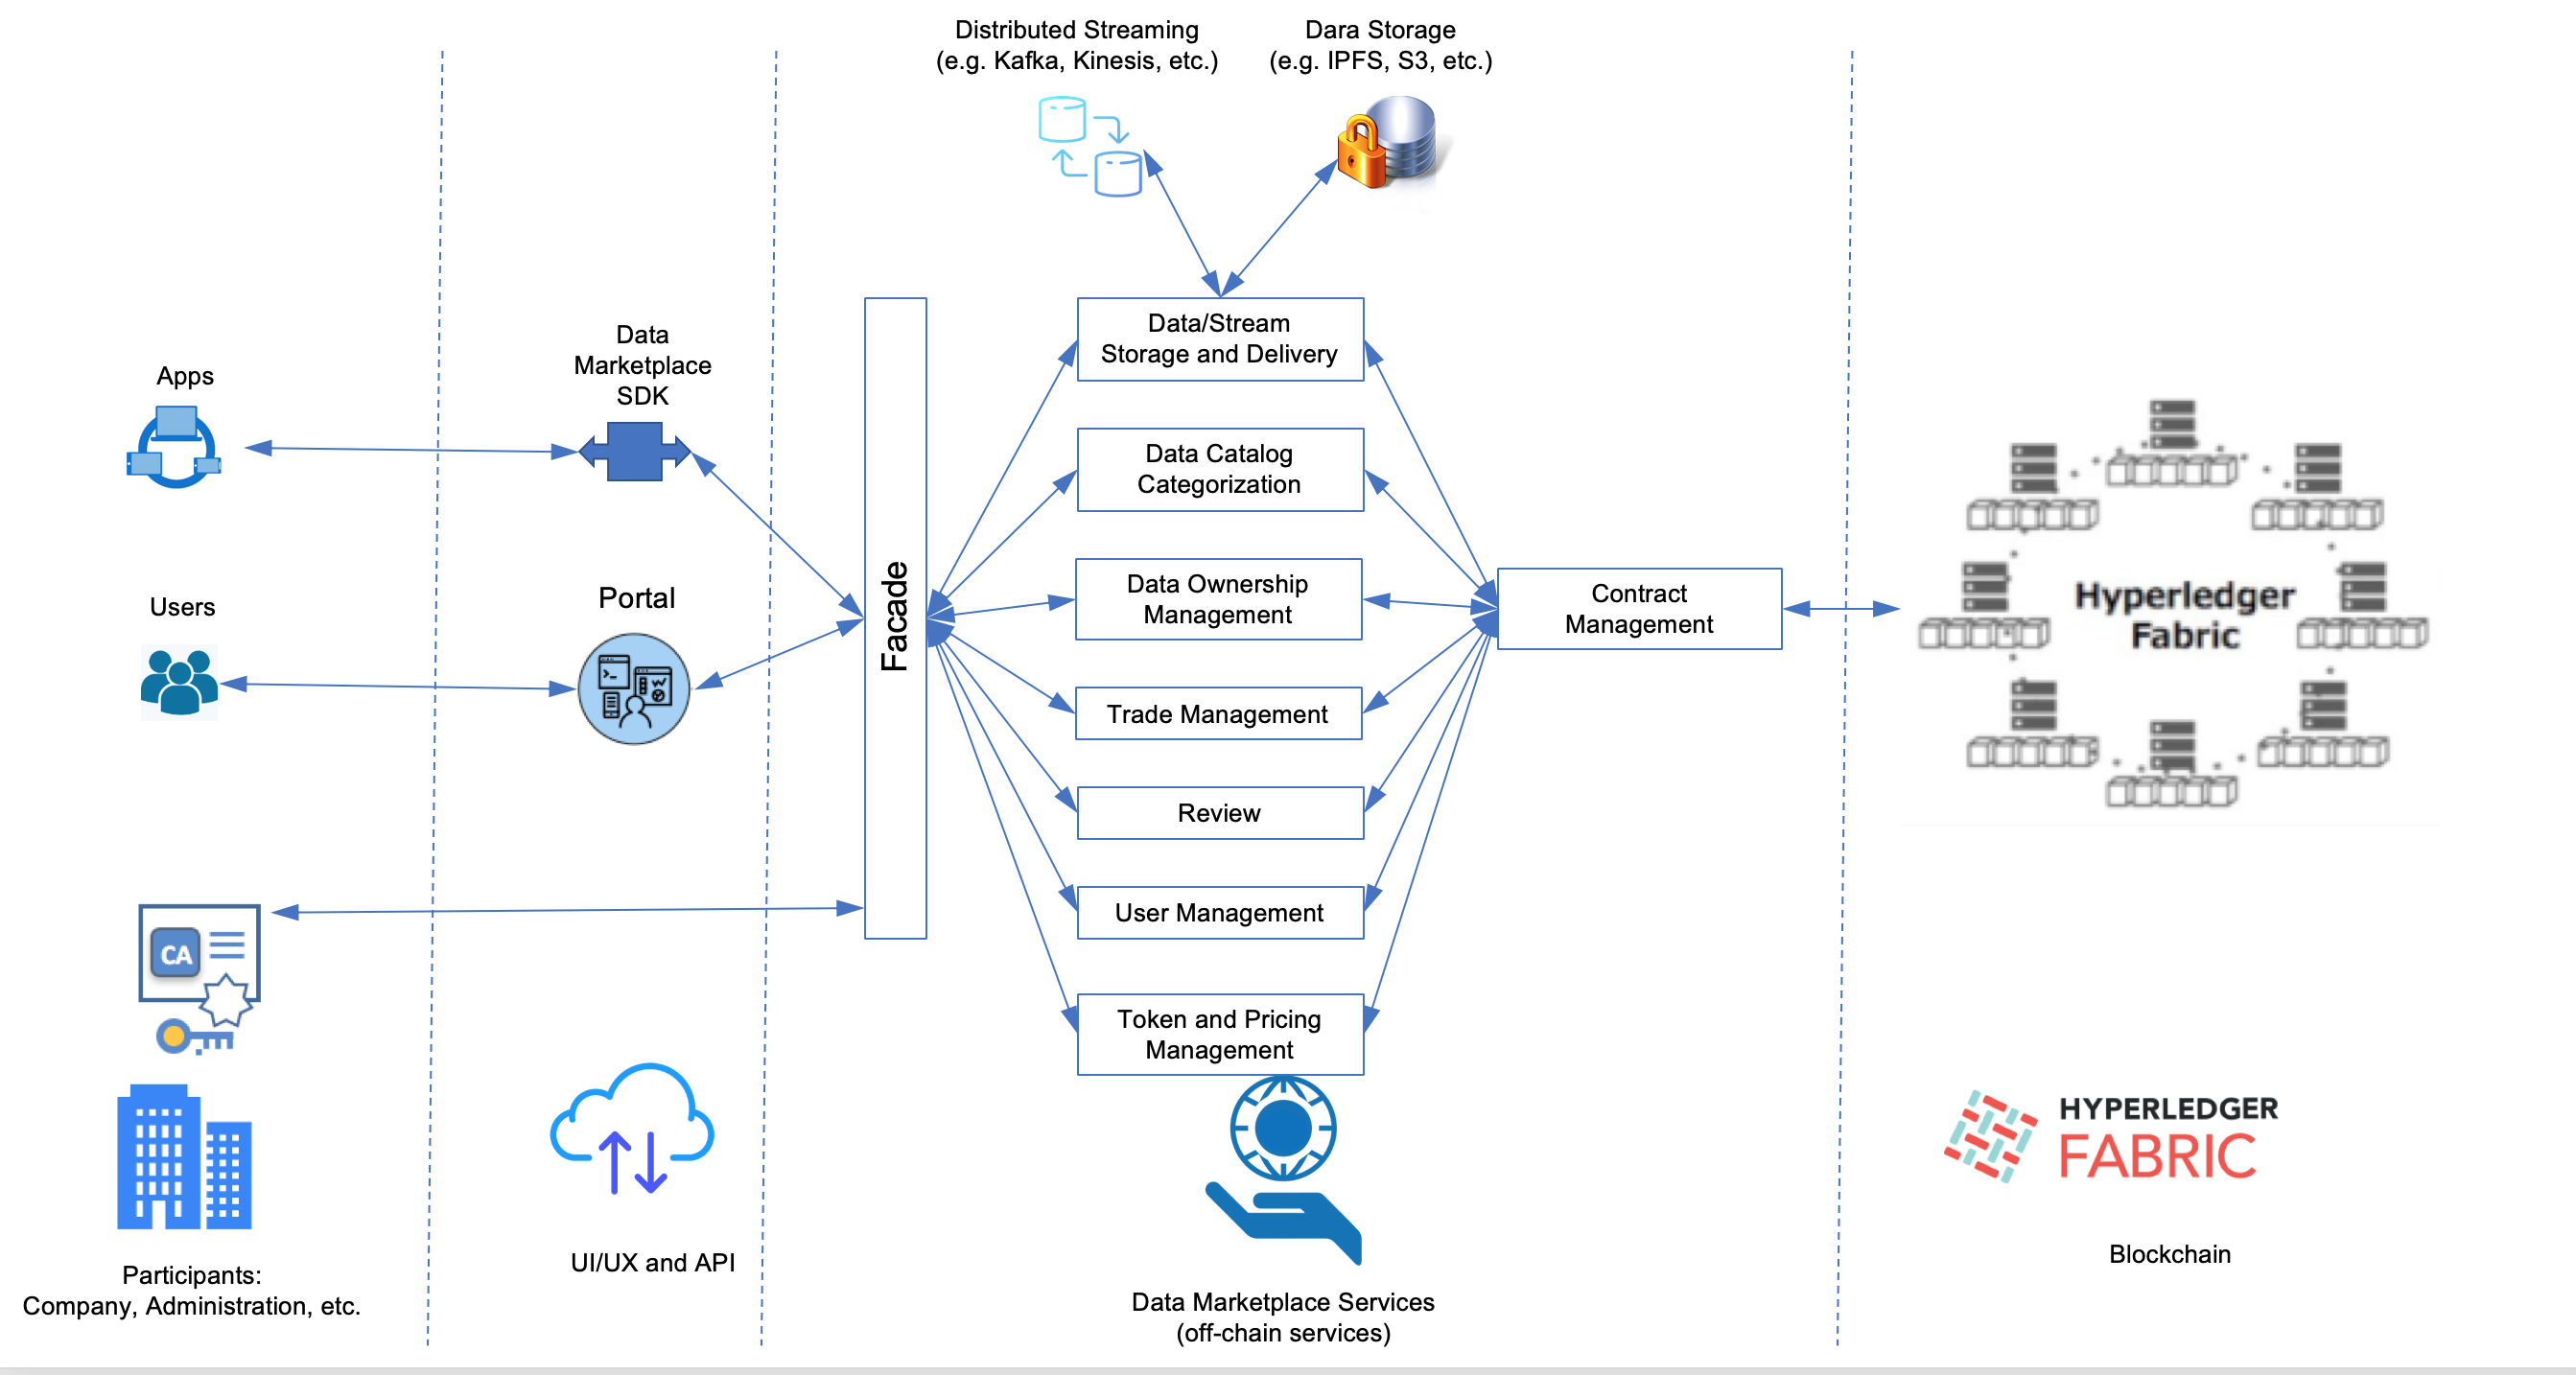 Distributed Streaming
(e.g. Kafka, Kinesis, etc.)
Dara Storage
(e.g. IPFS, S3, etc.)
Apps
Users
CA
Participants:
Company, Administration, etc.
Data
Marketplace
SDK
Portal
>_
UI/UX and API
Facade
Data/Stream
Storage and Delivery
Data Catalog
Categorization
Data Ownership
Management
Trade Management
Review
User Management
Token and Pricing
Management
Data Marketplace Services
(off-chain services)
Contract
Management
Hyperledger
Fabric
HYPERLEDGER
FABRIC
Blockchain